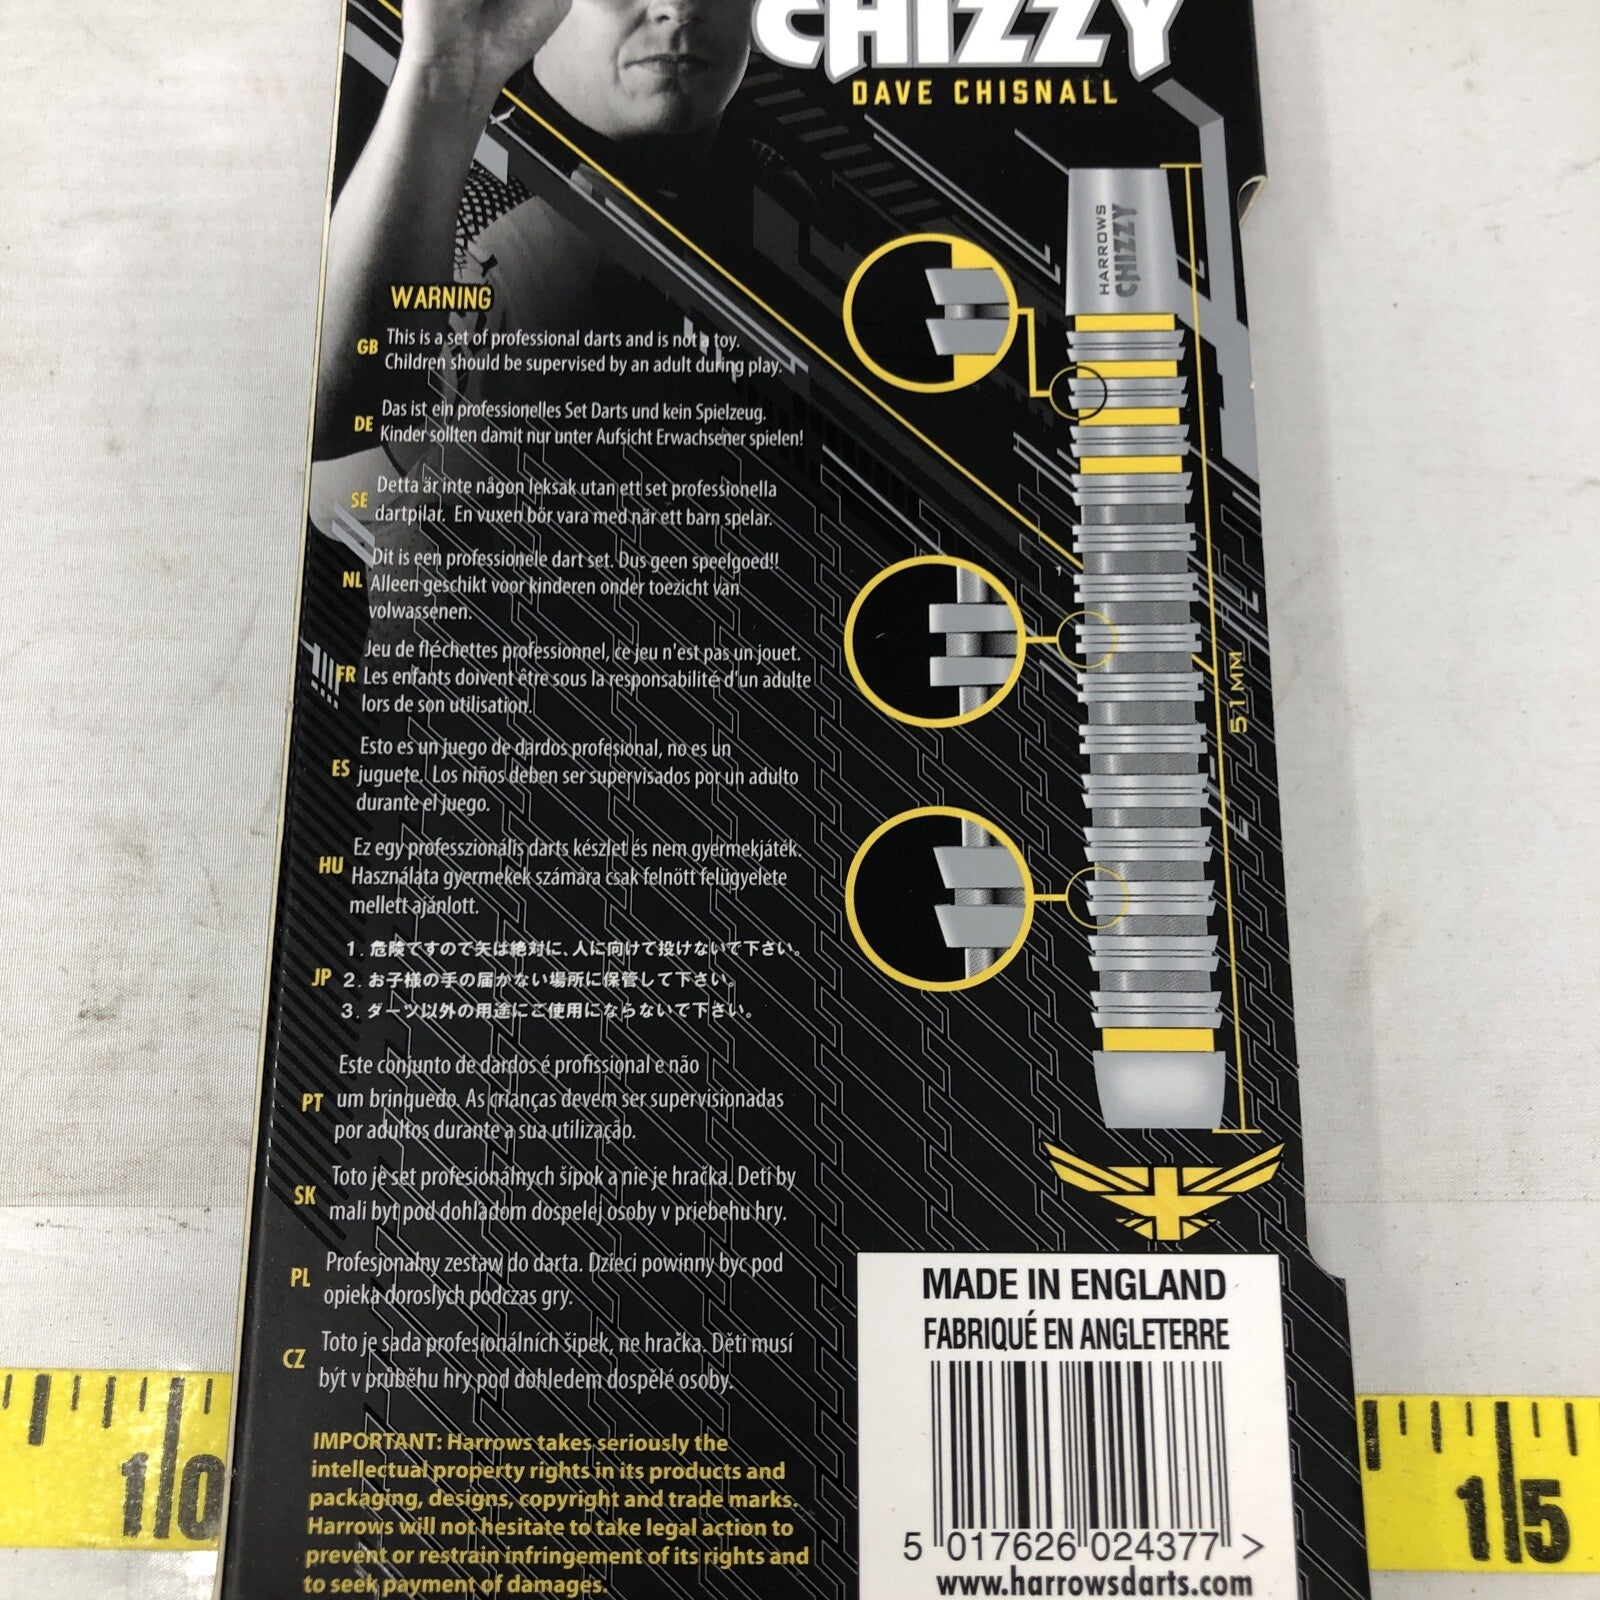 CHIZZY
DAVE CHISNALL
HARROWS
CHIZZY
51MM
WARNING
GB
This is a set of professional darts and is not a toy.
Children should be supervised by an adult during play.
DE
Das ist ein professionelles Set Darts und kein Spielzeug.
Kinder sollten damit nur unter Aufsicht Erwachsener spielen!
SE
Detta är inte någon leksak utan ett set professionella
dartpilar. En vuxen bör vara med när ett barn spelar.
NL
Dit is een professionele dart set. Dus geen speelgoed!!
Alleen geschikt voor kinderen onder toezicht van
volwassenen.
FR
Jeu de fléchettes professionnel, ce jeu n'est pas un jouet.
Les enfants doivent être sous la responsabilité d'un adulte
lors de son utilisation.
ES
Esto es un juego de dardos profesional, no es un
juguete. Los niños deben ser supervisados por un adulto
durante el juego.
HU
Ez egy professzionális darts készlet és nem gyermekjáték.
Használata gyermekek számára csak felnött felügyelete
mellett ajánlott.
JP
1. 危険ですので矢は絶対に、人に向けて投げないで下さい。
2. お子様の手の届かない場所に保管して下さい。
3. ダーツ以外の用途にご使用にならないで下さい。
PT
Este conjunto de dardos é profissional e não
um brinquedo. As crianças devem ser supervisionadas
por adultos durante a sua utilização.
SK
Toto je set profesionálnych šípok a nie je hračka. Deti by
mali byt pod dohľadom dospelej osoby v priebehu hry.
PL
Profesjonalny zestaw do darta. Dzieci powinny byc pod
opieka doroslych podczas gry.
CZ
Toto je sada profesionálních šipek, ne hračka. Děti musí
být v průběhu hry pod dohledem dospělé osoby.
IMPORTANT: Harrows takes seriously the
intellectual property rights in its products and
packaging, designs, copyright and trade marks.
Harrows will not hesitate to take legal action to
prevent or restrain infringement of its rights and
to seek payment of damages.
MADE IN ENGLAND
FABRIQUÉ EN ANGLETERRE
5 017626 024377 >
www.harrowsdarts.com
10
15